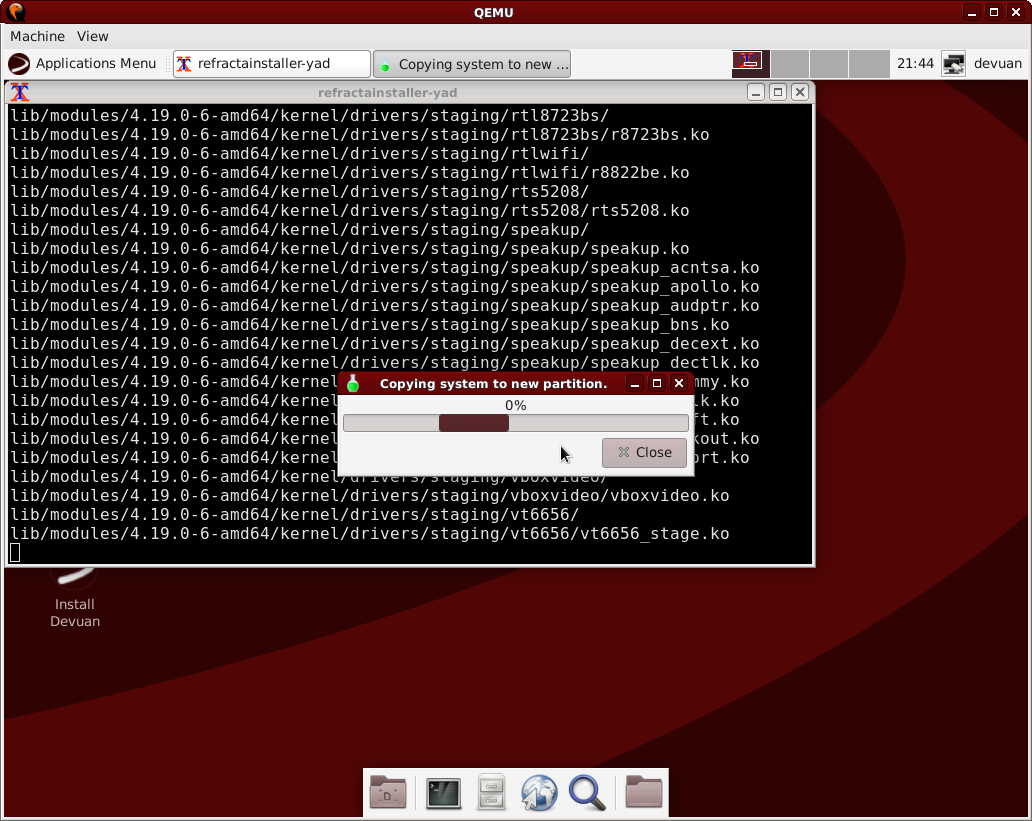 QEMU
Machine View
Applications Menu refractainstaller-yad Copying system to new ... 21:44 devuan
refractainstaller-yad
lib/modules/4.19.0-6-amd64/kernel/drivers/staging/rtl8723bs/
lib/modules/4.19.0-6-amd64/kernel/drivers/staging/rtl8723bs/r8723bs.ko
lib/modules/4.19.0-6-amd64/kernel/drivers/staging/rtlwifi/
lib/modules/4.19.0-6-amd64/kernel/drivers/staging/rtlwifi/r8822be.ko
lib/modules/4.19.0-6-amd64/kernel/drivers/staging/rts5208/
lib/modules/4.19.0-6-amd64/kernel/drivers/staging/rts5208/rts5208.ko
lib/modules/4.19.0-6-amd64/kernel/drivers/staging/speakup/
lib/modules/4.19.0-6-amd64/kernel/drivers/staging/speakup/speakup.ko
lib/modules/4.19.0-6-amd64/kernel/drivers/staging/speakup/speakup_acntsa.ko
lib/modules/4.19.0-6-amd64/kernel/drivers/staging/speakup/speakup_apollo.ko
lib/modules/4.19.0-6-amd64/kernel/drivers/staging/speakup/speakup_audptr.ko
lib/modules/4.19.0-6-amd64/kernel/drivers/staging/speakup/speakup_bns.ko
lib/modules/4.19.0-6-amd64/kernel/drivers/staging/speakup/speakup_decext.ko
lib/modules/4.19.0-6-amd64/kernel/drivers/staging/speakup/speakup_dectlk.ko
lib/modules/4.19.0-6-amd64/kernel mmy.ko
lib/modules/4.19.0-6-amd64/kernel k.ko
lib/modules/4.19.0-6-amd64/kernel ft.ko
lib/modules/4.19.0-6-amd64/kernel kout.ko
lib/modules/4.19.0-6-amd64/kernel ort.ko
lib/modules/4.19.0-6-amd64/kernel/drivers/staging/vboxvideo/
lib/modules/4.19.0-6-amd64/kernel/drivers/staging/vboxvideo/vboxvideo.ko
lib/modules/4.19.0-6-amd64/kernel/drivers/staging/vt6656/
lib/modules/4.19.0-6-amd64/kernel/drivers/staging/vt6656/vt6656_stage.ko
Copying system to new partition.
0%
Close
Install
Devuan